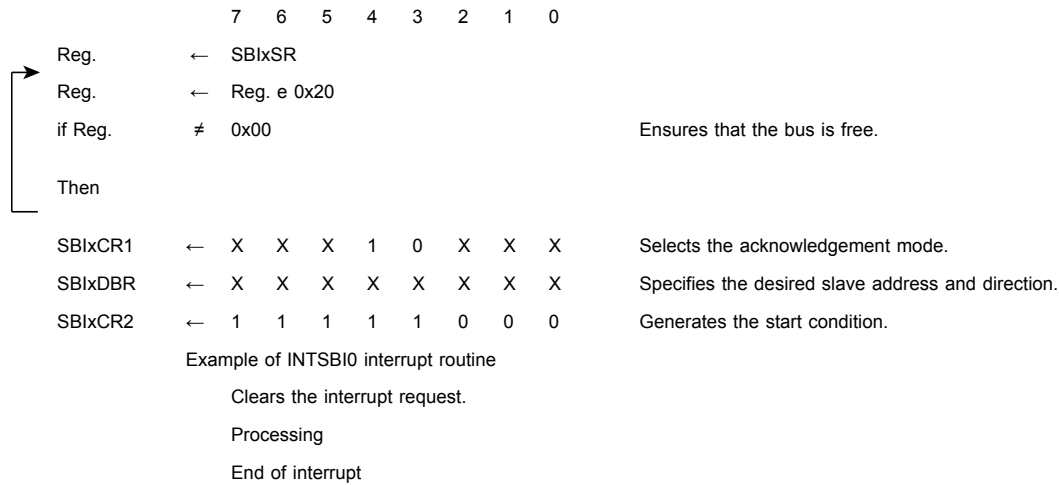 7 6 5 4 3 2 1 0
Reg. ← SBIxSR
Reg. ← Reg. e 0x20
if Reg. ≠ 0x00 Ensures that the bus is free.
Then
SBIxCR1 ← X X X 1 0 X X X Selects the acknowledgement mode.
SBIxDBR ← X X X X X X X X Specifies the desired slave address and direction.
SBIxCR2 ← 1 1 1 1 1 0 0 0 Generates the start condition.
Example of INTSBI0 interrupt routine
Clears the interrupt request.
Processing
End of interrupt